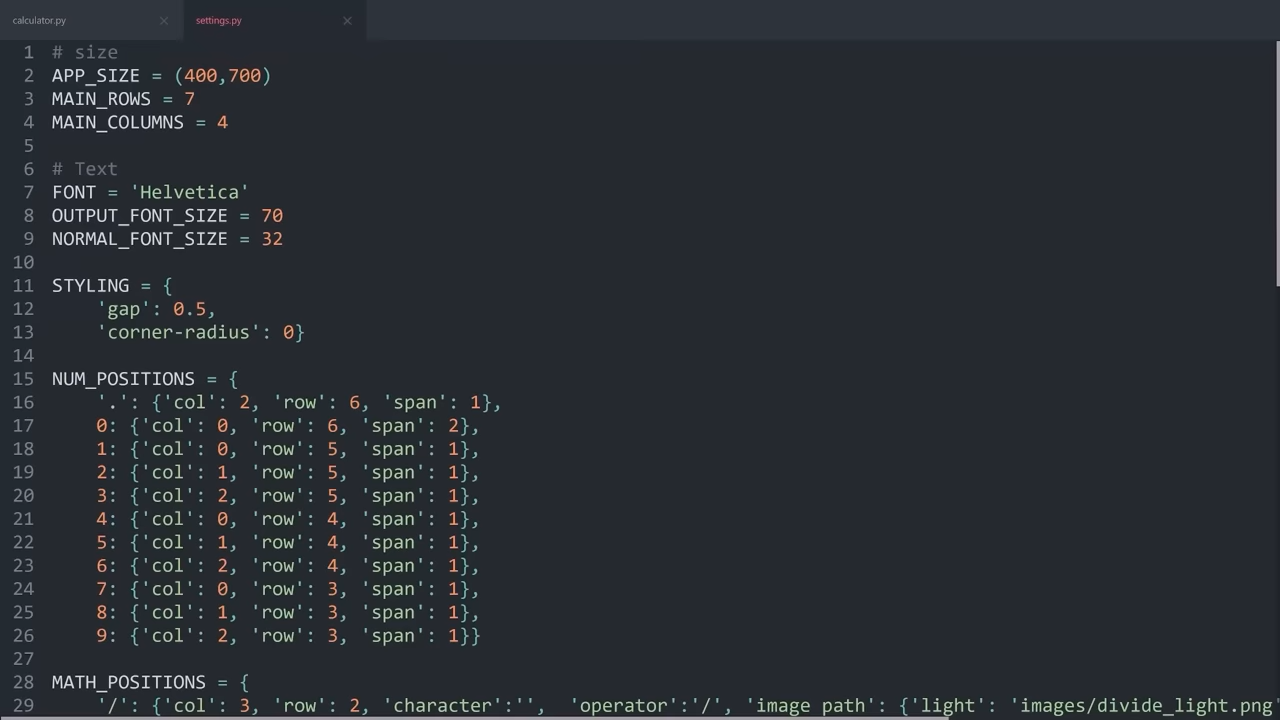 calculator.py × settings.py ×
1 # size
2 APP_SIZE = (400,700)
3 MAIN_ROWS = 7
4 MAIN_COLUMNS = 4
5
6 # Text
7 FONT = 'Helvetica'
8 OUTPUT_FONT_SIZE = 70
9 NORMAL_FONT_SIZE = 32
10
11 STYLING = {
12     'gap': 0.5,
13     'corner-radius': 0}
14
15 NUM_POSITIONS = {
16     '.': {'col': 2, 'row': 6, 'span': 1},
17     0: {'col': 0, 'row': 6, 'span': 2},
18     1: {'col': 0, 'row': 5, 'span': 1},
19     2: {'col': 1, 'row': 5, 'span': 1},
20     3: {'col': 2, 'row': 5, 'span': 1},
21     4: {'col': 0, 'row': 4, 'span': 1},
22     5: {'col': 1, 'row': 4, 'span': 1},
23     6: {'col': 2, 'row': 4, 'span': 1},
24     7: {'col': 0, 'row': 3, 'span': 1},
25     8: {'col': 1, 'row': 3, 'span': 1},
26     9: {'col': 2, 'row': 3, 'span': 1}}
27
28 MATH_POSITIONS = {
29     '/': {'col': 3, 'row': 2, 'character':'',  'operator':'/', 'image path': {'light': 'images/divide_light.png